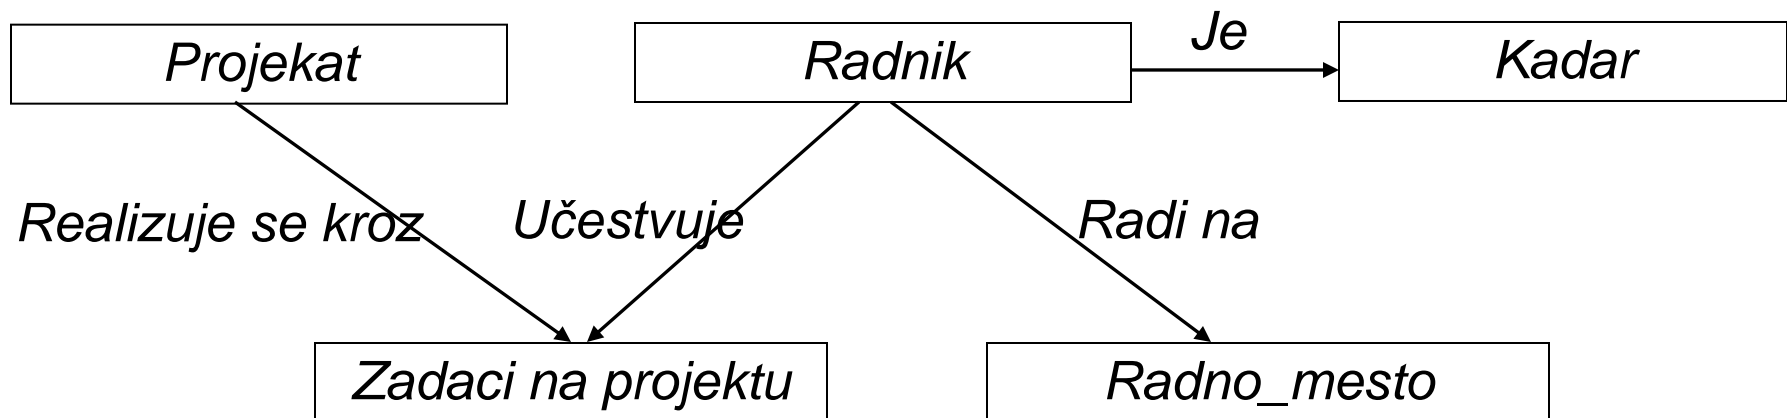 Projekat
Radnik
Je
Kadar
Realizuje se kroz
Učestvuje
Radi na
Zadaci na projektu
Radno_mesto